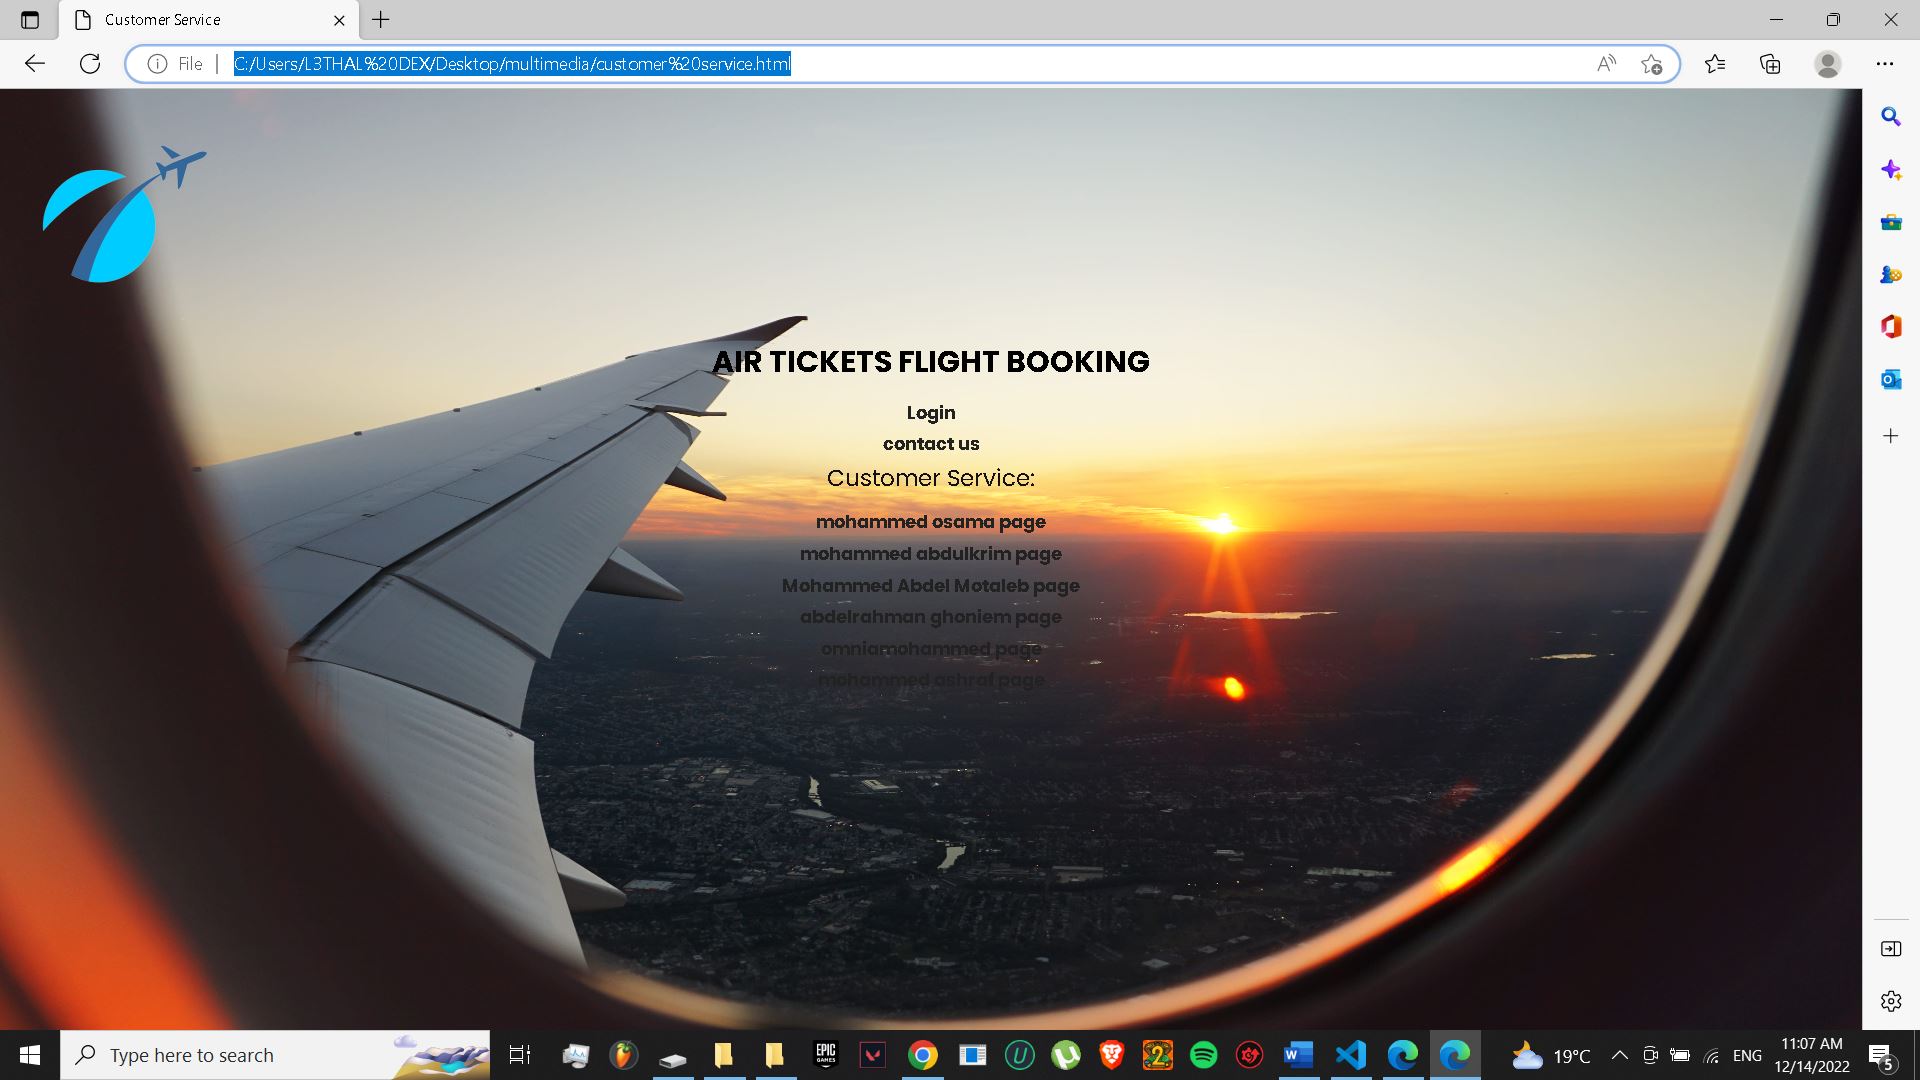 Customer Service
File
C:/Users/L3THAL%20DEX/Desktop/multimedia/customer%20service.html
AIR TICKETS FLIGHT BOOKING
Login
contact us
Customer Service:
mohammed osama page
mohammed abdulkrim page
Mohammed Abdel Motaleb page
abdelrahman ghoniem page
omniamohammed page
mohammed ashraf page
Type here to search
EPIC
GAMES
2
19°C
ENG
11:07 AM
12/14/2022
5